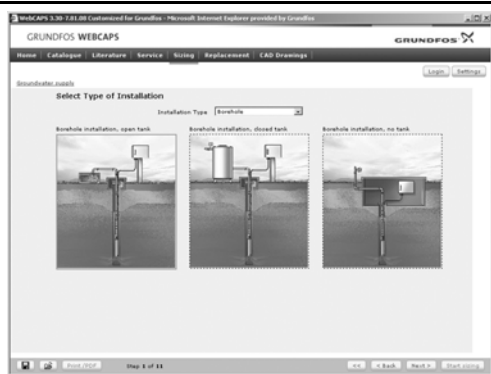 WebCAPS 3.30-7.01.00 Customized for Grundfos - Microsoft Internet Explorer provided by Grundfos
GRUNDFOS WEBCAPS
GRUNDFOS
Home Catalogue Literature Service Sizing Replacement CAD Drawings
Login Settings
Groundwater supply
Select Type of Installation
Installation Type Borehole
Borehole installation, open tank Borehole installation, closed tank Borehole installation, no tank
Print/PDF Step 1 of 11 << < Back Next > Start sizing